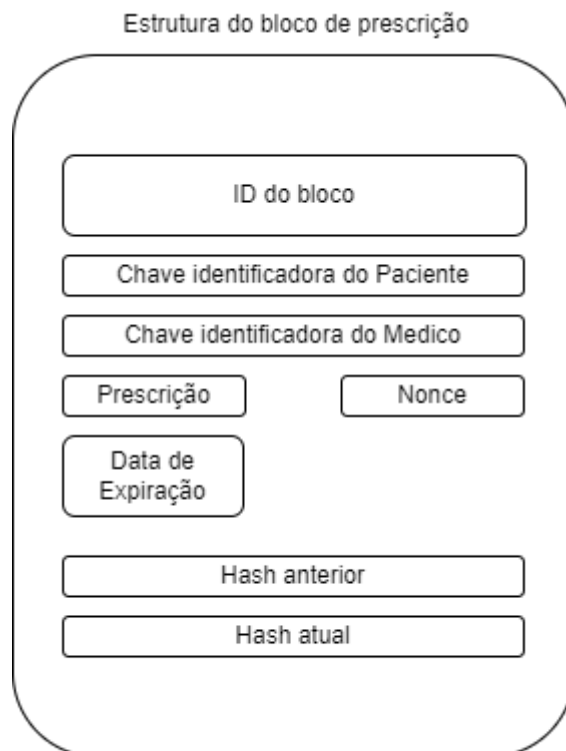 Estrutura do bloco de prescrição
ID do bloco
Chave identificadora do Paciente
Chave identificadora do Medico
Prescrição
Nonce
Data de
Expiração
Hash anterior
Hash atual